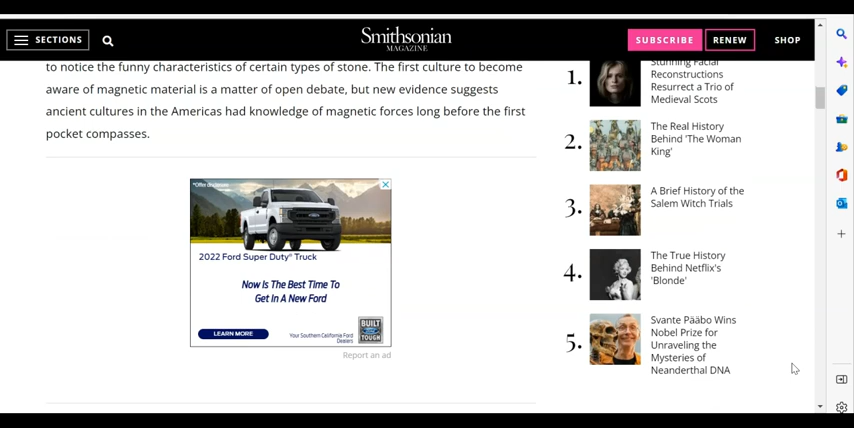 SECTIONS
Smithsonian
MAGAZINE
SUBSCRIBE
RENEW
SHOP
to notice the funny characteristics of certain types of stone. The first culture to become
aware of magnetic material is a matter of open debate, but new evidence suggests
ancient cultures in the Americas had knowledge of magnetic forces long before the first
pocket compasses.
2022 Ford Super Duty® Truck
Now Is The Best Time To
Get In A New Ford
LEARN MORE
Your Southern California Ford
Dealers
BUILT
Ford
TOUGH
Report an ad
1.
Stunning Facial
Reconstructions
Resurrect a Trio of
Medieval Scots
2.
The Real History
Behind 'The Woman
King'
3.
A Brief History of the
Salem Witch Trials
4.
The True History
Behind Netflix's
'Blonde'
5.
Svante Pääbo Wins
Nobel Prize for
Unraveling the
Mysteries of
Neanderthal DNA